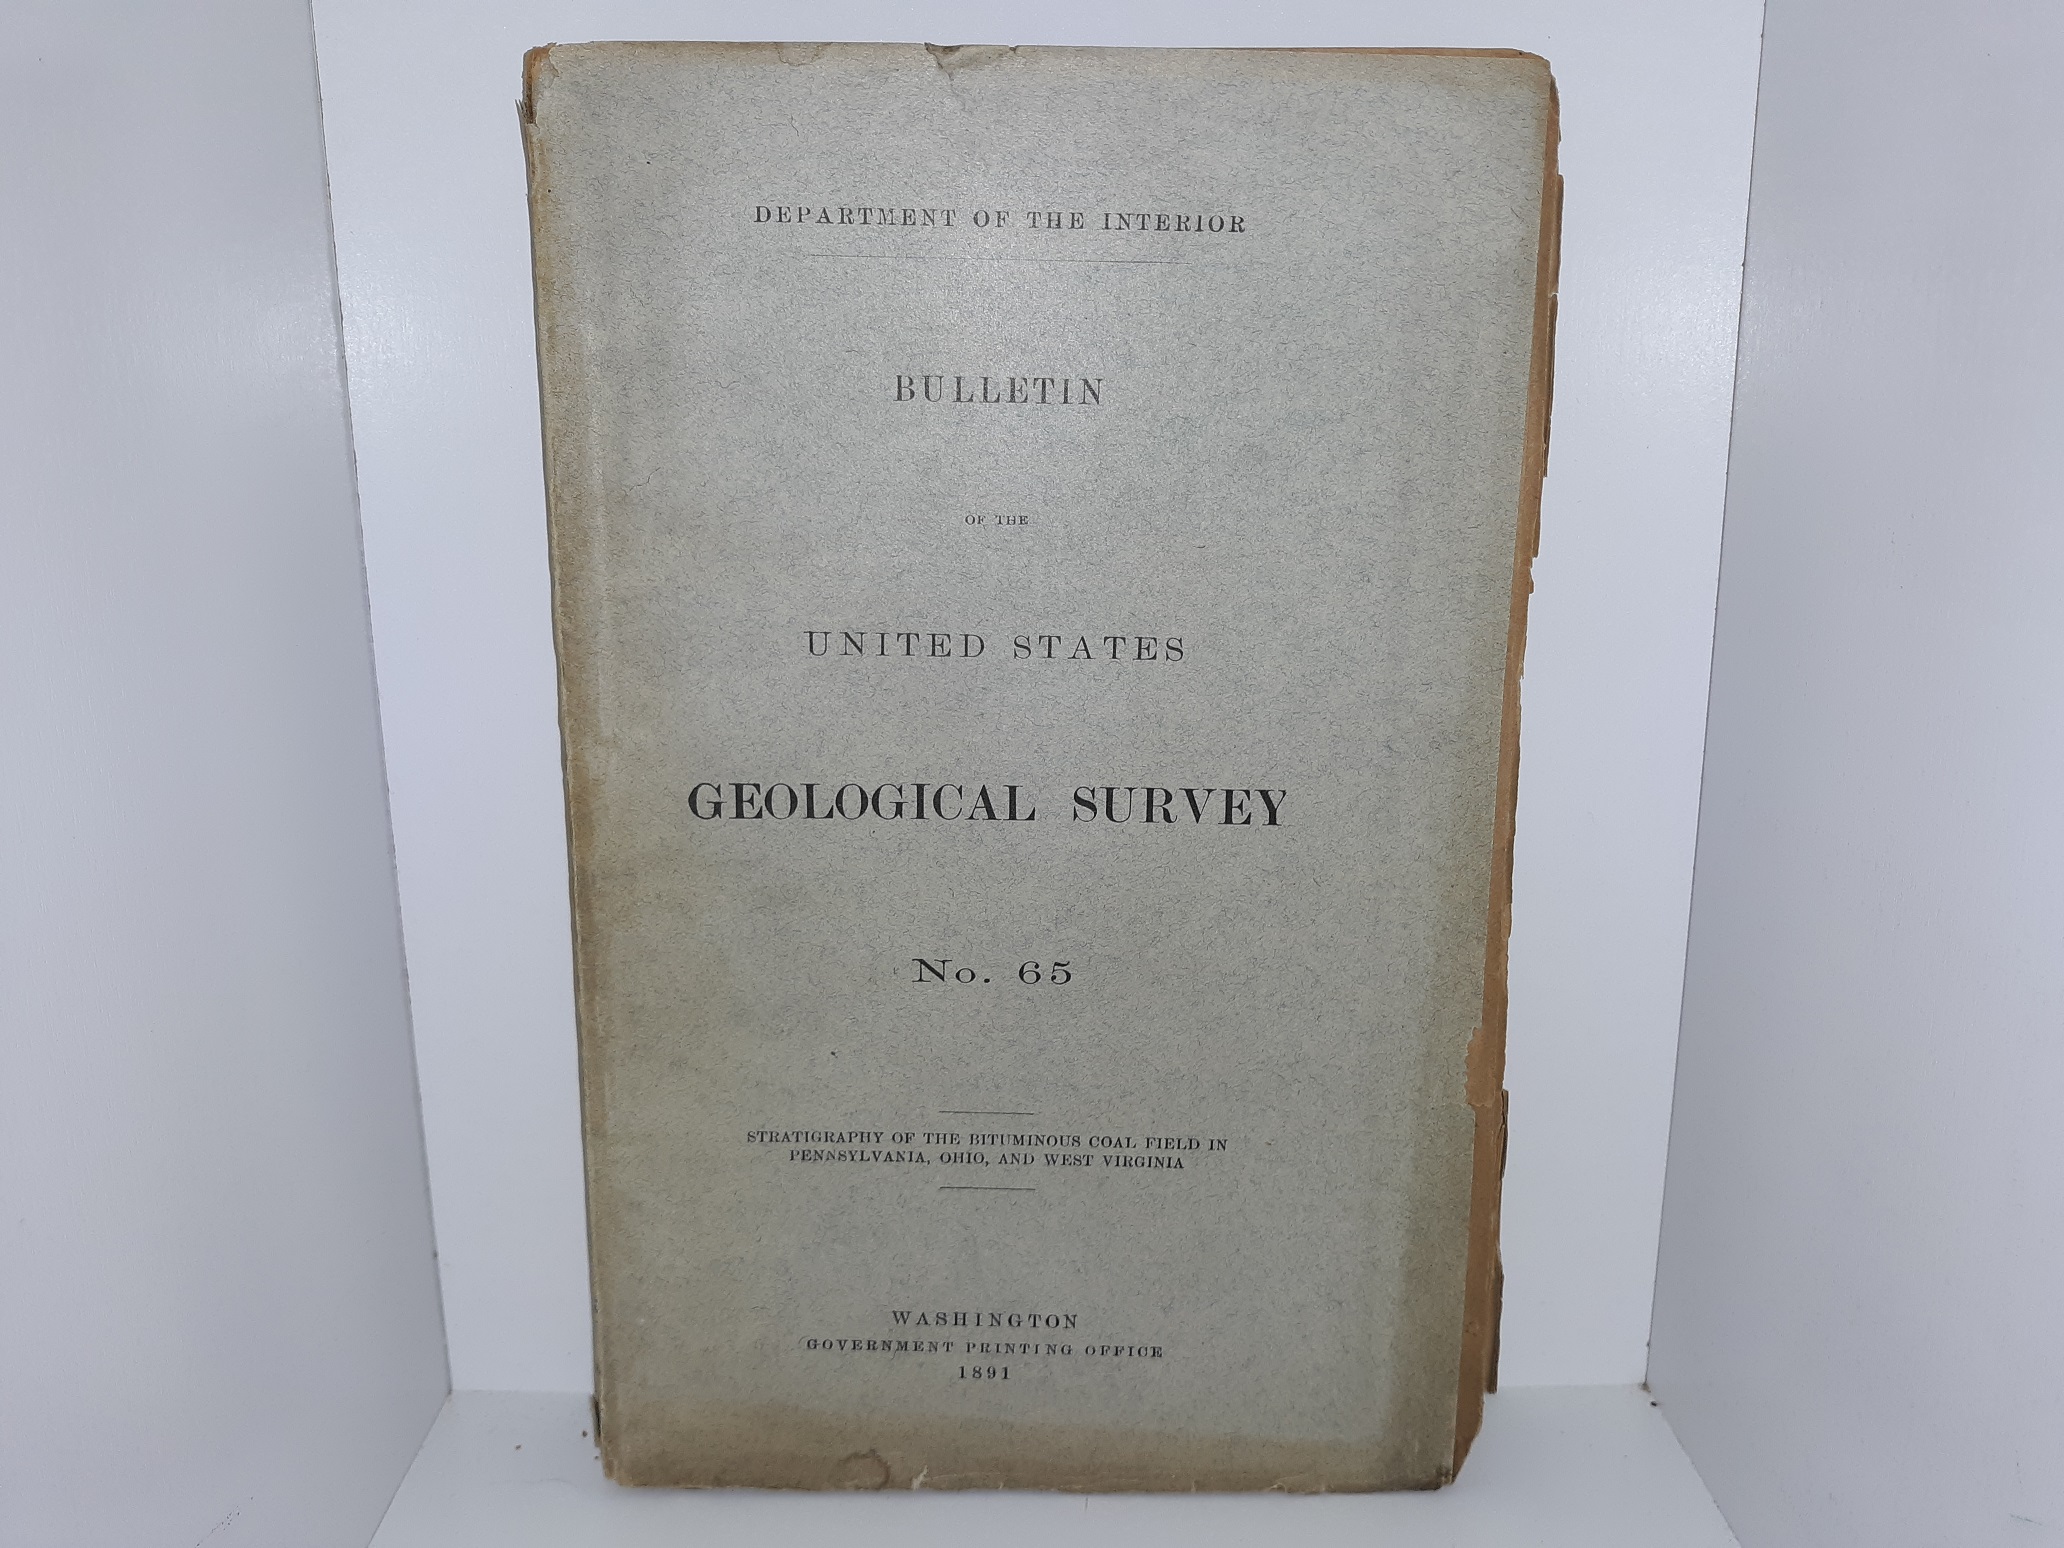 DEPARTMENT OF THE INTERIOR
BULLETIN
OF THE
UNITED STATES
GEOLOGICAL SURVEY
No. 65
STRATIGRAPHY OF THE BITUMINOUS COAL FIELD IN
PENNSYLVANIA, OHIO, AND WEST VIRGINIA
WASHINGTON
GOVERNMENT PRINTING OFFICE
1891